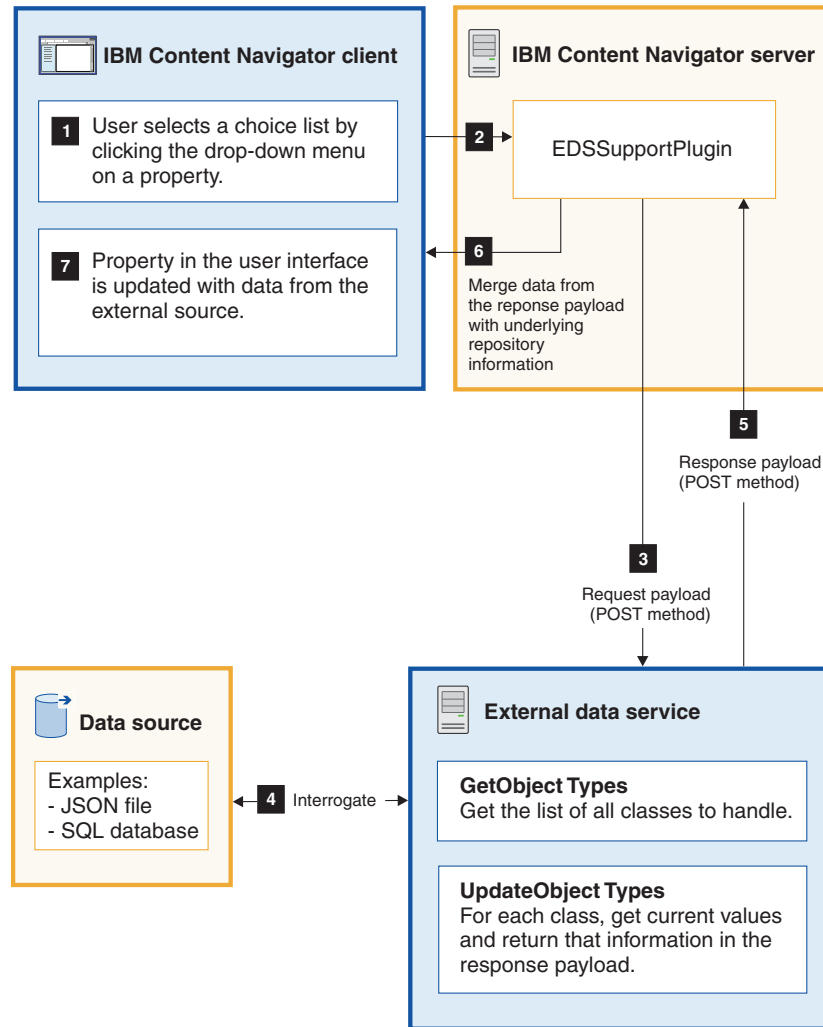 IBM Content Navigator client
1 User selects a choice list by
clicking the drop-down menu
on a property.
7 Property in the user interface
is updated with data from the
external source.
IBM Content Navigator server
2
EDSSupportPlugin
6
Merge data from
the reponse payload
with underlying
repository
information
5
Response payload
(POST method)
3
Request payload
(POST method)
Data source
Examples:
- JSON file
- SQL database
4 Interrogate
External data service
GetObject Types
Get the list of all classes to handle.
UpdateObject Types
For each class, get current values
and return that information in the
response payload.